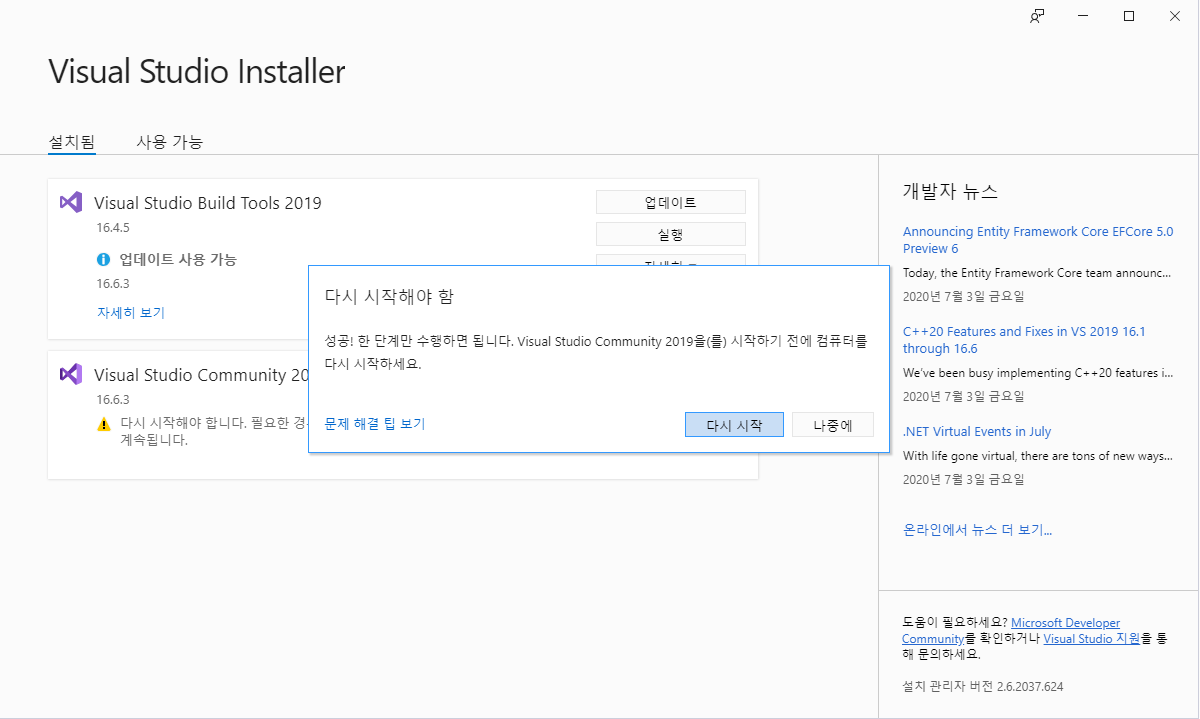 Visual Studio Installer
설치됨
사용 가능
Visual Studio Build Tools 2019
16.4.5
업데이트 사용 가능
16.6.3
자세히 보기
업데이트
실행
Visual Studio Community 20
16.6.3
다시 시작해야 합니다. 필요한
계속됩니다.
다시 시작해야 함
성공! 한 단계만 수행하면 됩니다. Visual Studio Community 2019을(를) 시작하기 전에 컴퓨터를
다시 시작하세요.
문제 해결 팁 보기
다시 시작
나중에
개발자 뉴스
Announcing Entity Framework Core EFCore 5.0
Preview 6
Today, the Entity Framework Core team announc...
2020년 7월 3일 금요일
C++20 Features and Fixes in VS 2019 16.1
through 16.6
We've been busy implementing C++20 features i...
2020년 7월 3일 금요일
.NET Virtual Events in July
With life gone virtual, there are tons of new ways...
2020년 7월 3일 금요일
온라인에서 뉴스 더 보기...
도움이 필요하세요? Microsoft Developer
Community를 확인하거나 Visual Studio 지원을 통
해 문의하세요.
설치 관리자 버전 2.6.2037.624